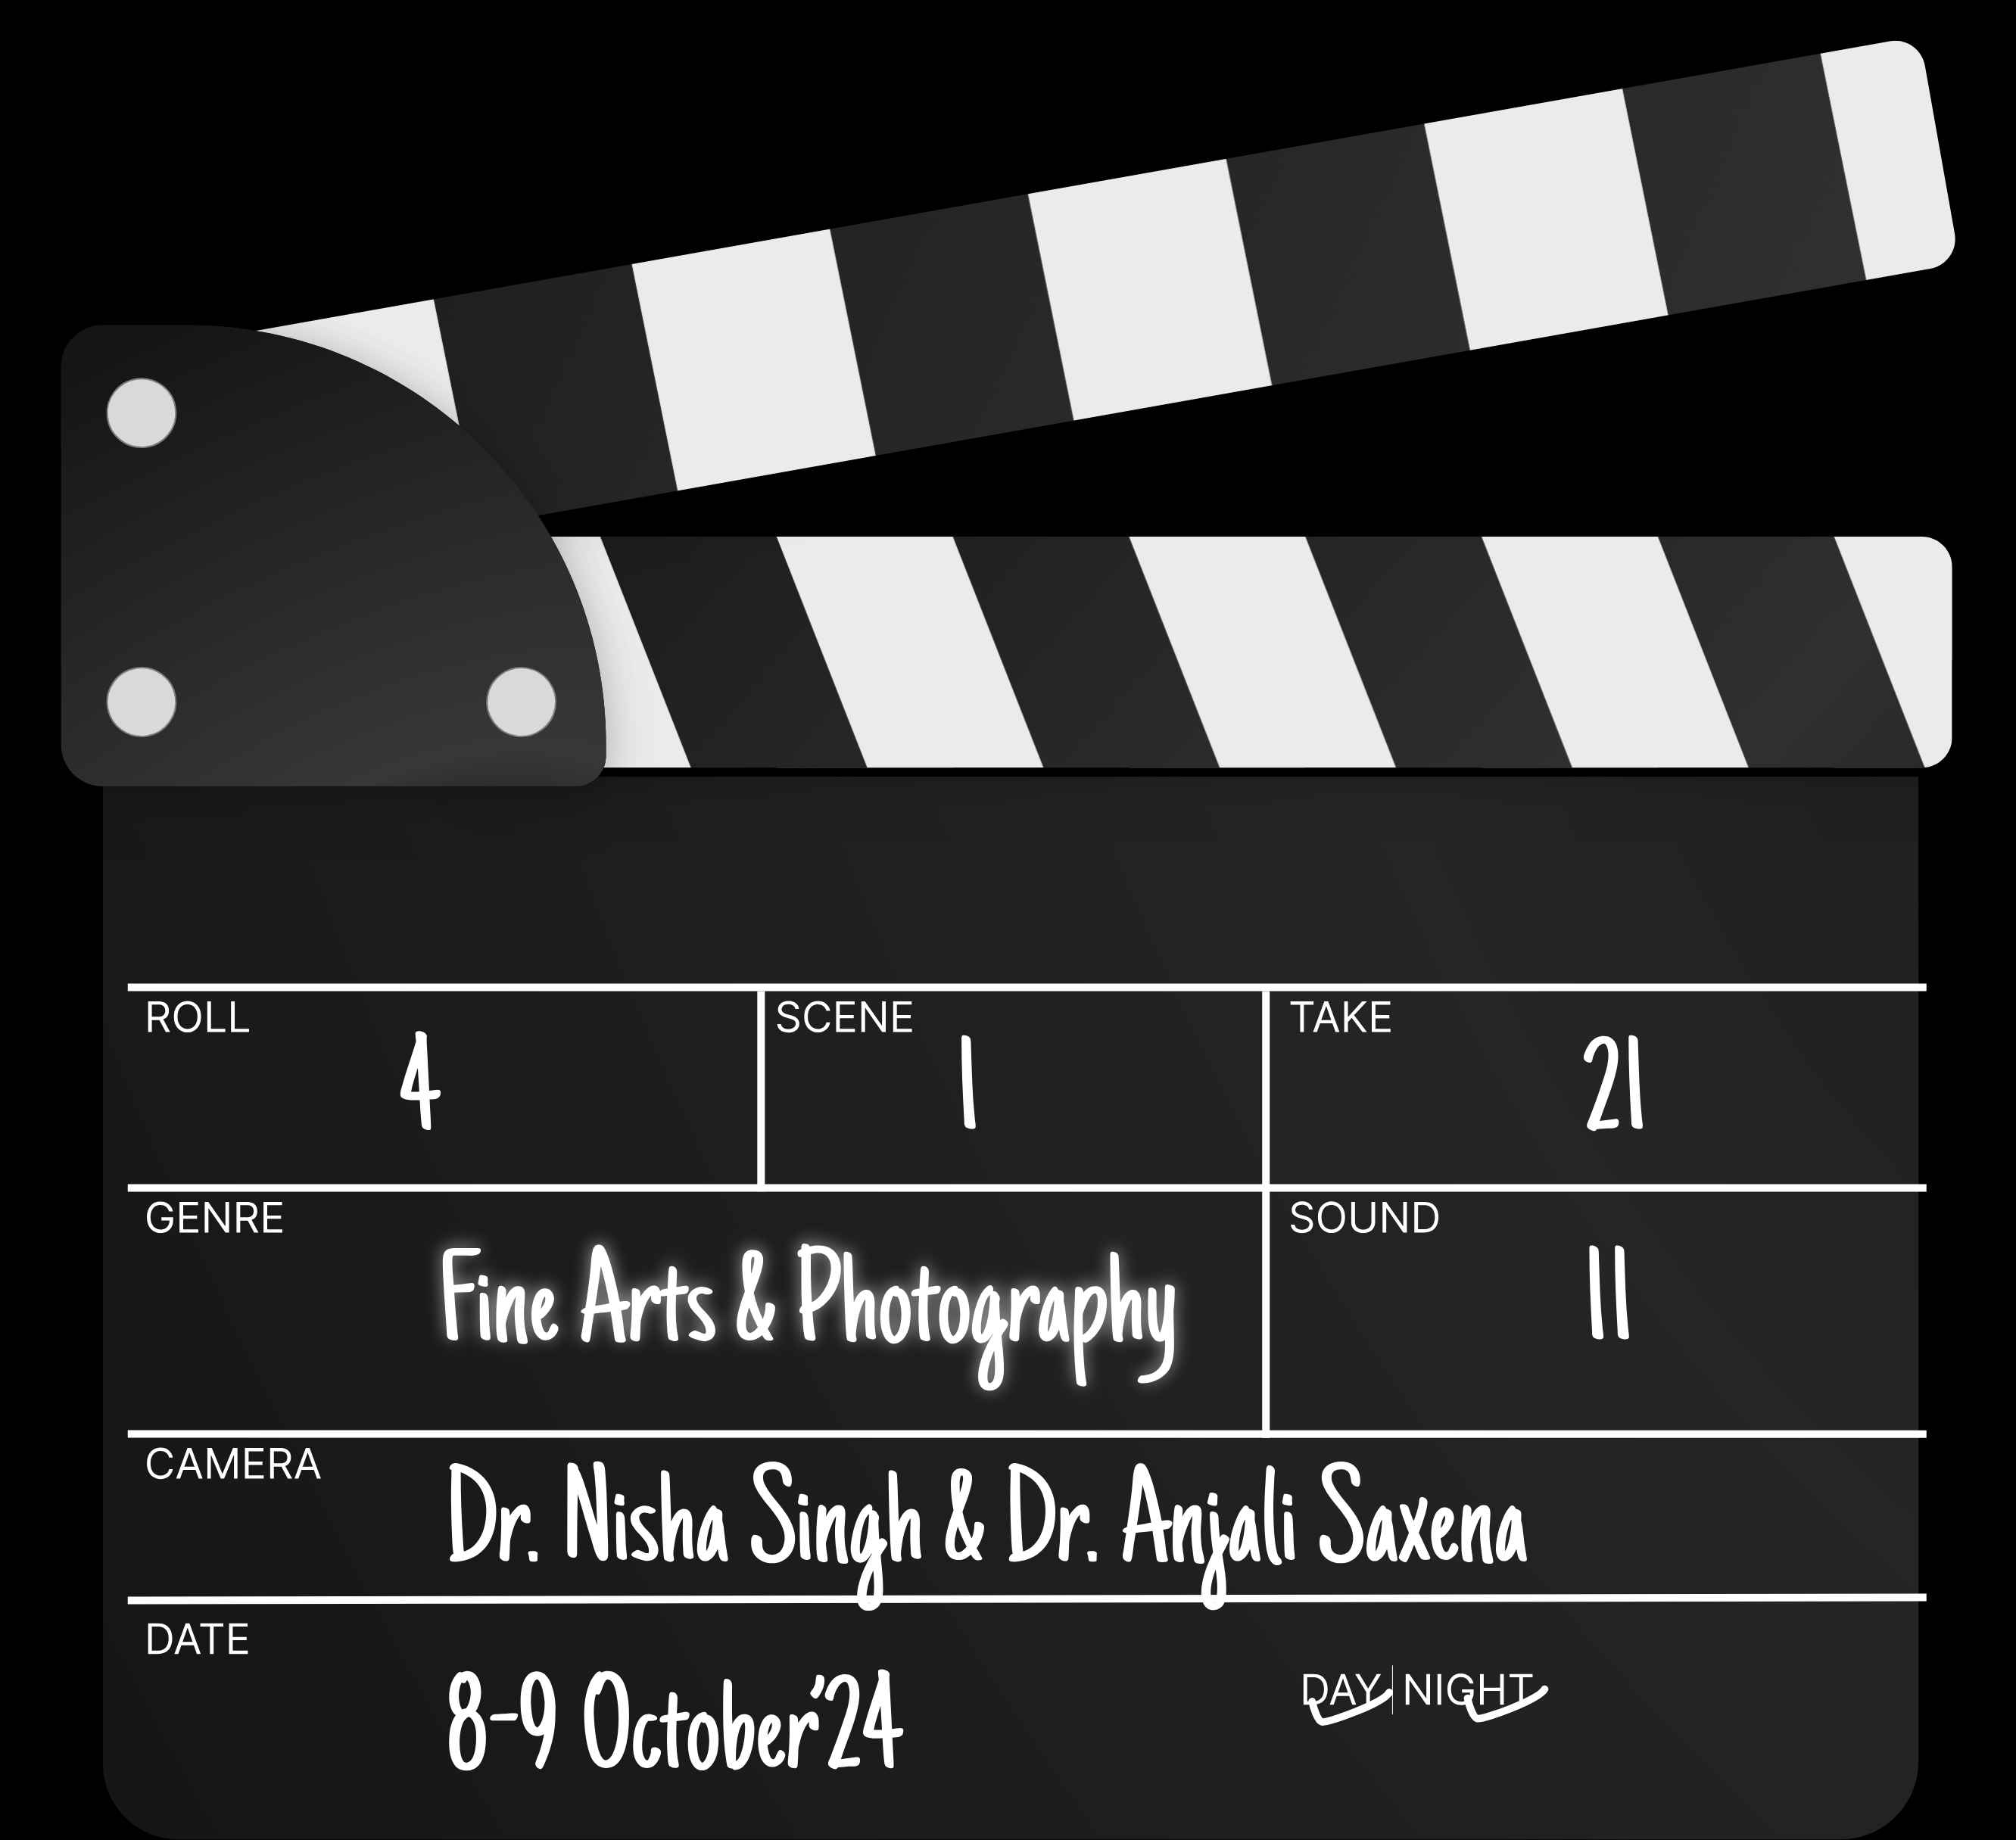 ROLL SCENE TAKE
4 1 21
GENRE SOUND
Fine Arts & Photography 11
CAMERA
Dr. Nisha Singh & Dr. Anjali Saxena
DATE
8-9 October'24 DAY NIGHT